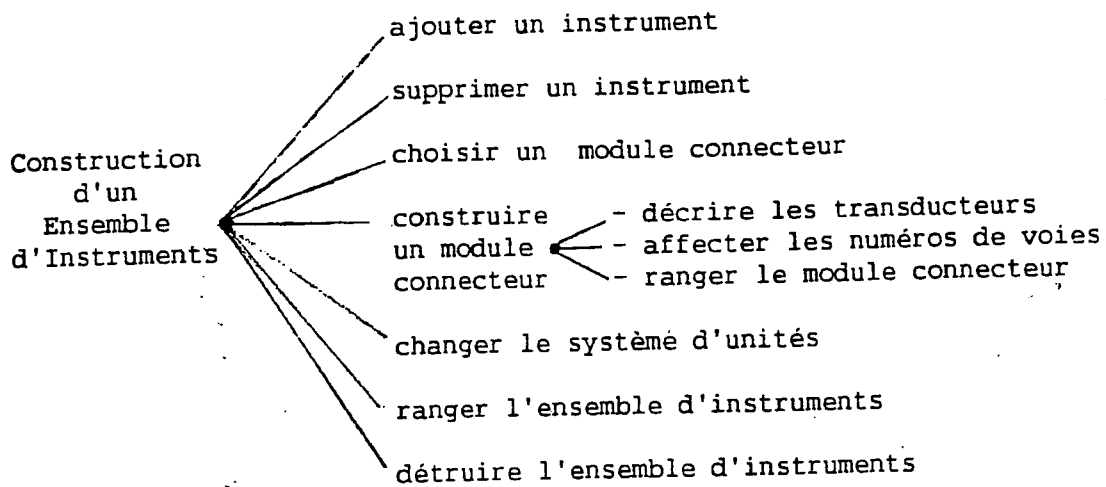 ajouter un instrument
supprimer un instrument
choisir un module connecteur
Construction
d'un
Ensemble
d'Instruments
construire
un module
connecteur
- décrire les transducteurs
- affecter les numéros de voies
- ranger le module connecteur
changer le système d'unités
ranger l'ensemble d'instruments
détruire l'ensemble d'instruments